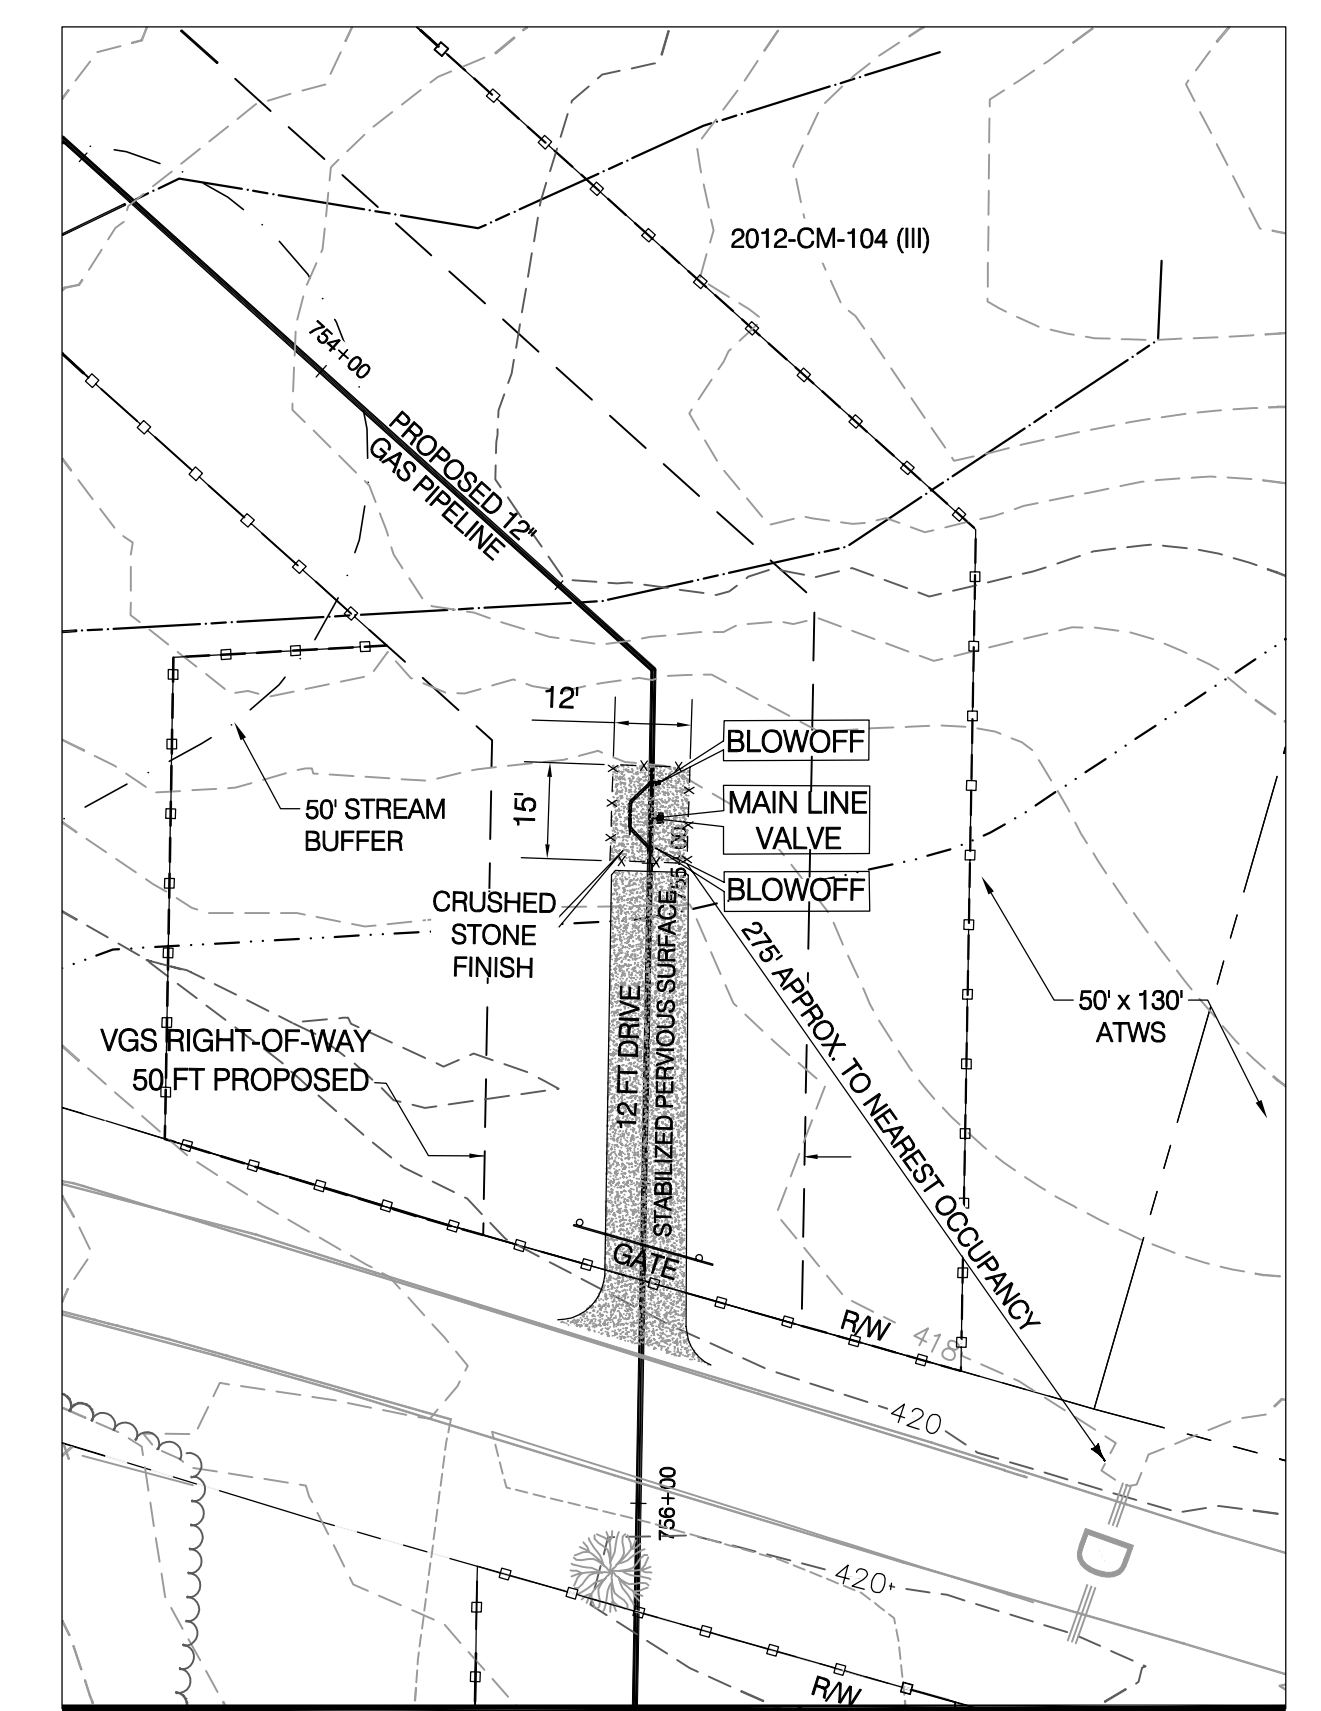 2012-CM-104 (III)
754+00
PROPOSED 12"
GAS PIPELINE
12'
BLOWOFF
15'
MAIN LINE
VALVE
50' STREAM
BUFFER
755+00
BLOWOFF
CRUSHED
STONE
FINISH
275' APPROX. TO NEAREST OCCUPANCY
50' x 130'
ATWS
12 FT DRIVE
STABILIZED PERVIOUS SURFACE
VGS RIGHT-OF-WAY
50 FT PROPOSED
GATE
R/W
418
420
756+00
D
420
R/W